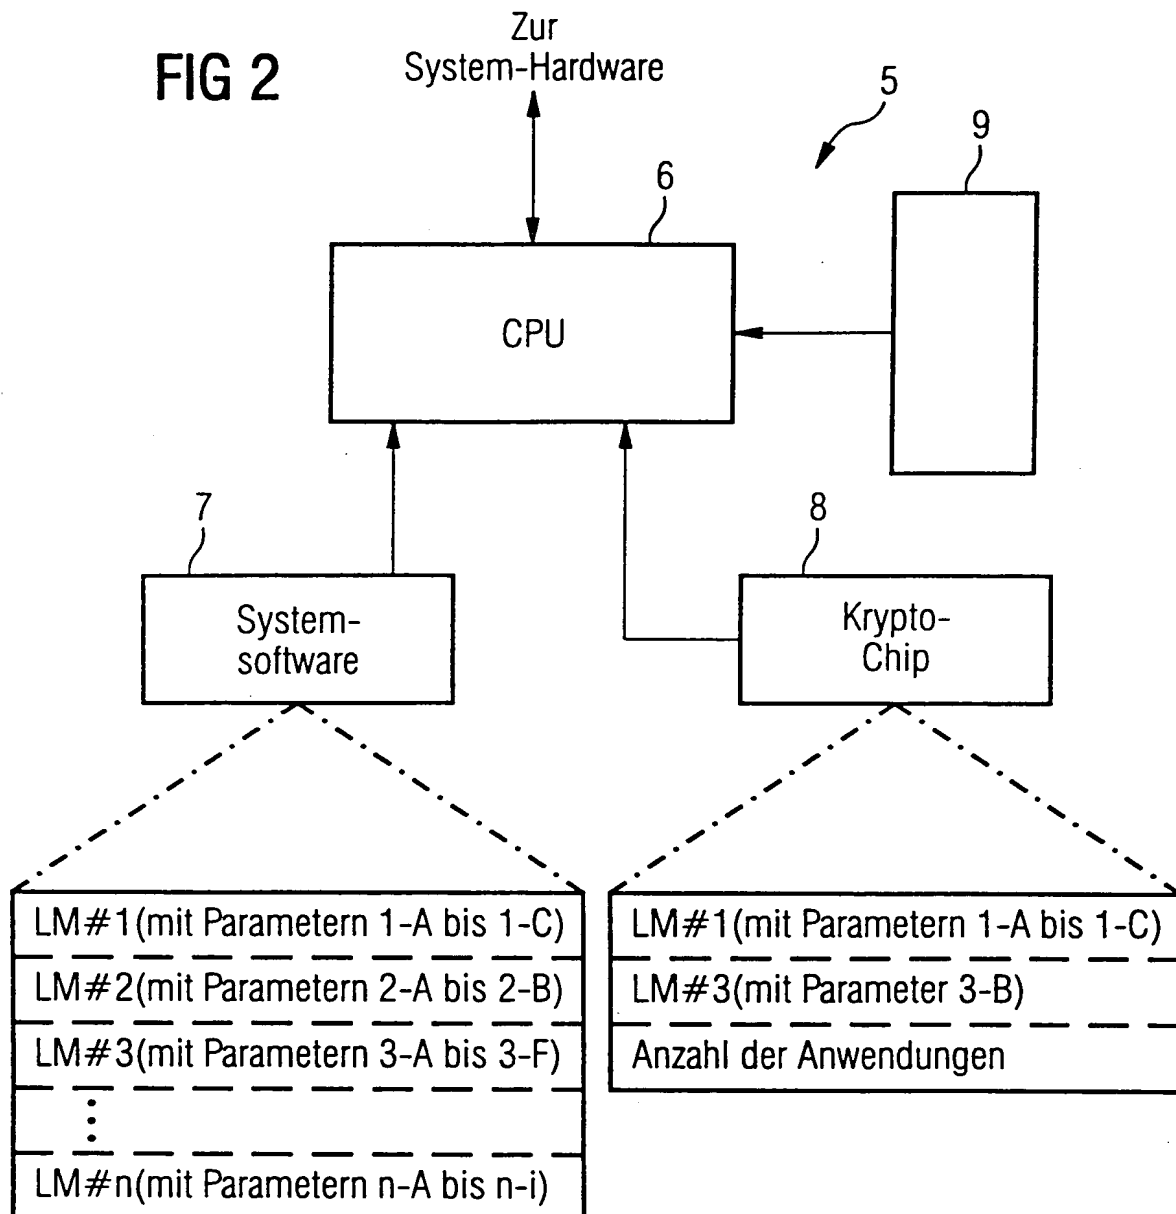 FIG 2
Zur
System-Hardware
5
9
6
CPU
7
8
System-
software
Krypto-
Chip
LM#1(mit Parametern 1-A bis 1-C)
LM#2(mit Parametern 2-A bis 2-B)
LM#3(mit Parametern 3-A bis 3-F)
LM#n(mit Parametern n-A bis n-i)
LM#1(mit Parametern 1-A bis 1-C)
LM#3(mit Parameter 3-B)
Anzahl der Anwendungen